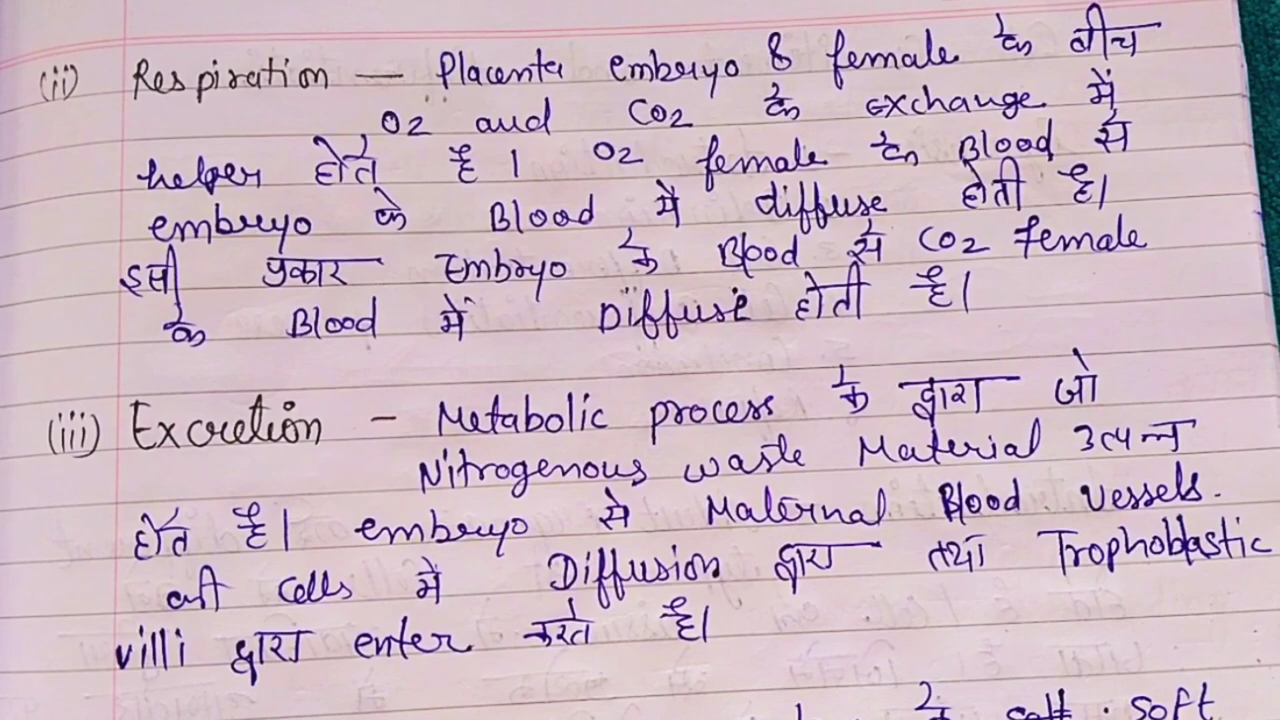 (ii) Respiration — Placenta embryo & female के बीच
O2 and CO2 के exchange में
helper होते है। O2 female के Blood से
embryo के Blood में diffuse होती है।
इसी प्रकार Embryo के Blood से CO2 female
के Blood में Diffuse होती है।
(iii) Excretion – Metabolic process के द्वारा जो
Nitrogenous waste Material उत्पन्न
होते है। embryo से Maternal Blood vessels.
की cells में Diffusion द्वारा तथा Trophoblastic
villi द्वारा enter करते है।
soft